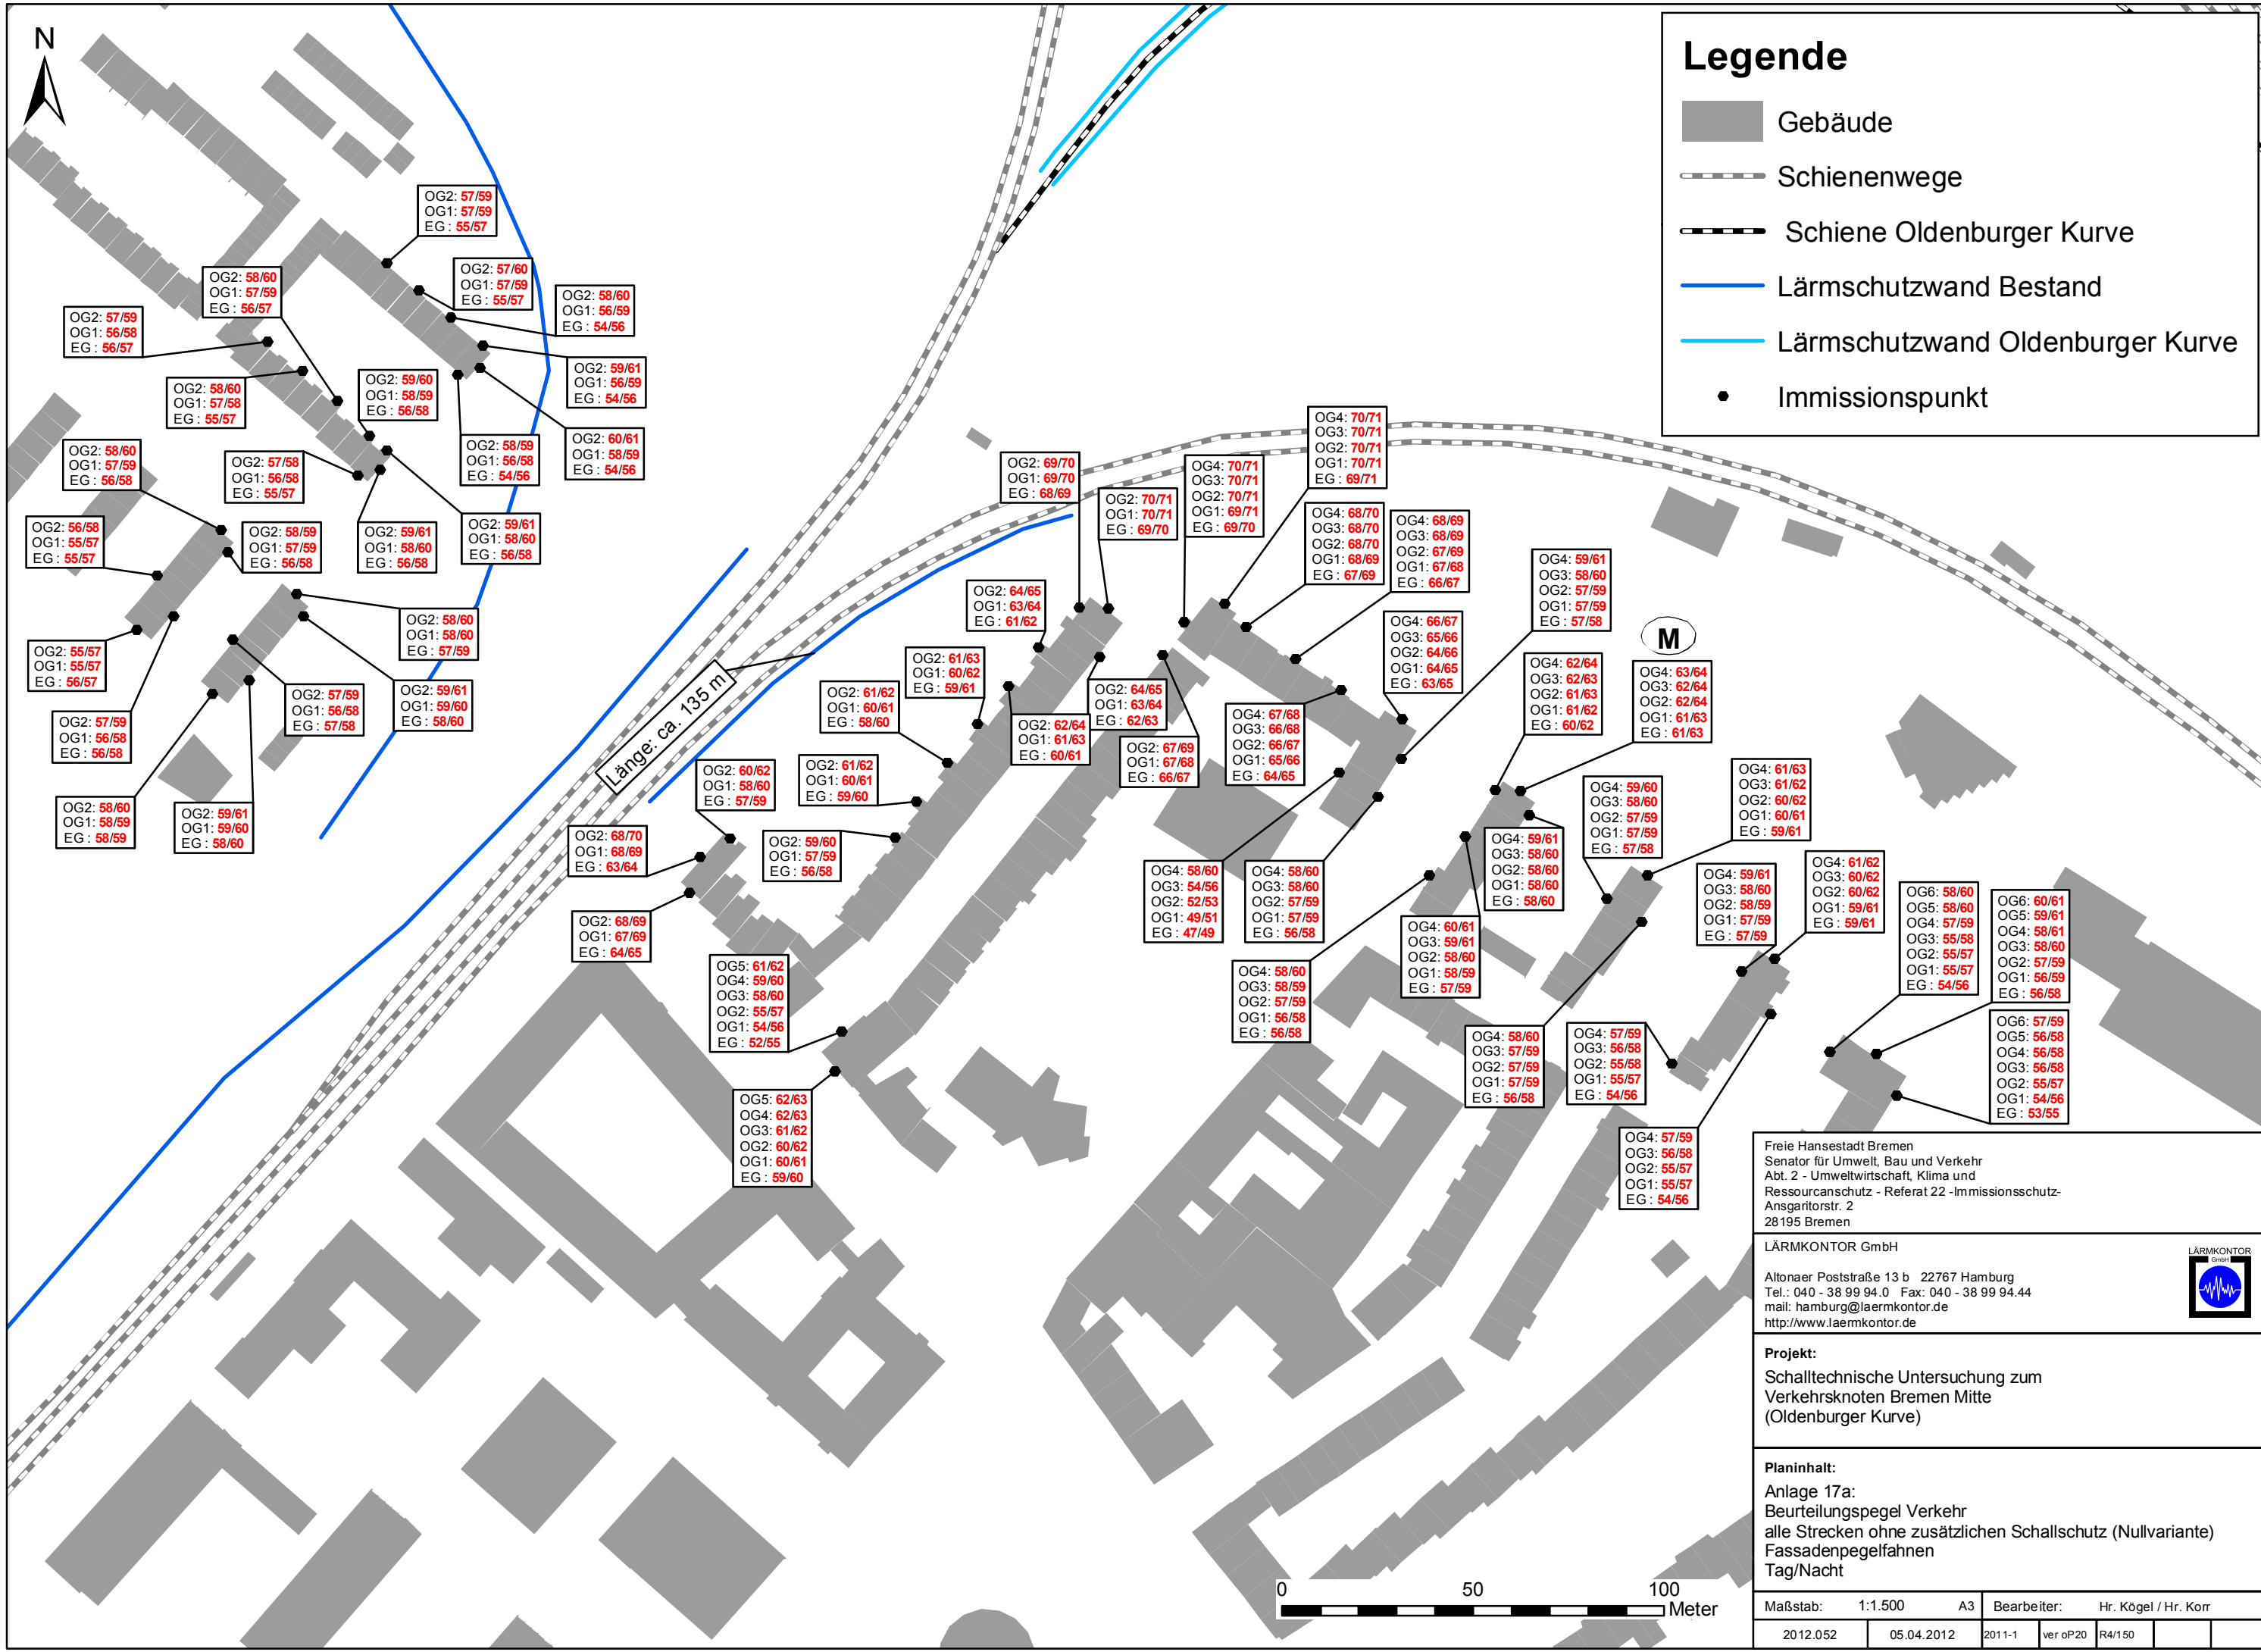 N
Legende
Gebäude
Schienenwege
Schiene Oldenburger Kurve
Lärmschutzwand Bestand
Lärmschutzwand Oldenburger Kurve
Immissionspunkt
OG2: 57/59
OG1: 57/59
EG : 55/57
OG2: 57/60
OG1: 57/59
EG : 55/57
OG2: 58/60
OG1: 56/59
EG : 54/56
OG2: 58/60
OG1: 57/59
EG : 56/57
OG2: 57/59
OG1: 56/58
EG : 56/57
OG2: 59/61
OG1: 56/59
EG : 54/56
OG2: 58/60
OG1: 57/58
EG : 55/57
OG2: 59/60
OG1: 58/59
EG : 56/58
OG2: 58/59
OG1: 56/58
EG : 54/56
OG2: 60/61
OG1: 58/59
EG : 54/56
OG2: 58/60
OG1: 57/59
EG : 56/58
OG2: 57/58
OG1: 56/58
EG : 55/57
OG2: 56/58
OG1: 55/57
EG : 55/57
OG2: 58/59
OG1: 57/59
EG : 56/58
OG2: 59/61
OG1: 58/60
EG : 56/58
OG2: 59/61
OG1: 58/60
EG : 56/58
OG2: 58/60
OG1: 58/60
EG : 57/59
OG2: 55/57
OG1: 55/57
EG : 56/57
OG2: 57/59
OG1: 56/58
EG : 57/58
OG2: 59/61
OG1: 59/60
EG : 58/60
OG2: 57/59
OG1: 56/58
EG : 56/58
OG2: 58/60
OG1: 58/59
EG : 58/59
OG2: 59/61
OG1: 59/60
EG : 58/60
Länge: ca. 135 m
OG2: 69/70
OG1: 69/70
EG : 68/69
OG2: 70/71
OG1: 70/71
EG : 69/70
OG4: 70/71
OG3: 70/71
OG2: 70/71
OG1: 69/71
EG : 69/70
OG4: 70/71
OG3: 70/71
OG2: 70/71
OG1: 70/71
EG : 69/71
OG4: 68/70
OG3: 68/70
OG2: 68/70
OG1: 68/69
EG : 67/69
OG4: 68/69
OG3: 68/69
OG2: 67/69
OG1: 67/68
EG : 66/67
OG4: 59/61
OG3: 58/60
OG2: 57/59
OG1: 57/59
EG : 57/58
OG2: 64/65
OG1: 63/64
EG : 61/62
OG4: 66/67
OG3: 65/66
OG2: 64/66
OG1: 64/65
EG : 63/65
M
OG2: 61/63
OG1: 60/62
EG : 59/61
OG2: 61/62
OG1: 60/61
EG : 58/60
OG2: 64/65
OG1: 63/64
EG : 62/63
OG2: 62/64
OG1: 61/63
EG : 60/61
OG2: 67/69
OG1: 67/68
EG : 66/67
OG4: 67/68
OG3: 66/68
OG2: 66/67
OG1: 65/66
EG : 64/65
OG4: 62/64
OG3: 62/63
OG2: 61/63
OG1: 61/62
EG : 60/62
OG4: 63/64
OG3: 62/64
OG2: 62/64
OG1: 61/63
EG : 61/63
OG2: 60/62
OG1: 58/60
EG : 57/59
OG2: 61/62
OG1: 60/61
EG : 59/60
OG2: 68/70
OG1: 68/69
EG : 63/64
OG2: 59/60
OG1: 57/59
EG : 56/58
OG4: 59/60
OG3: 58/60
OG2: 57/59
OG1: 57/59
EG : 57/58
OG4: 61/63
OG3: 61/62
OG2: 60/62
OG1: 60/61
EG : 59/61
OG4: 59/61
OG3: 58/60
OG2: 58/60
OG1: 58/60
EG : 58/60
OG4: 58/60
OG3: 54/56
OG2: 52/53
OG1: 49/51
EG : 47/49
OG4: 58/60
OG3: 58/60
OG2: 57/59
OG1: 57/59
EG : 56/58
OG4: 59/61
OG3: 58/60
OG2: 58/59
OG1: 57/59
EG : 57/59
OG4: 61/62
OG3: 60/62
OG2: 60/62
OG1: 59/61
EG : 59/61
OG6: 58/60
OG5: 58/60
OG4: 57/59
OG3: 55/58
OG2: 55/57
OG1: 55/57
EG : 54/56
OG6: 60/61
OG5: 59/61
OG4: 58/61
OG3: 58/60
OG2: 57/59
OG1: 56/59
EG : 56/58
OG2: 68/69
OG1: 67/69
EG : 64/65
OG4: 60/61
OG3: 59/61
OG2: 58/60
OG1: 58/59
EG : 57/59
OG5: 61/62
OG4: 59/60
OG3: 58/60
OG2: 55/57
OG1: 54/56
EG : 52/55
OG4: 58/60
OG3: 58/59
OG2: 57/59
OG1: 56/58
EG : 56/58
OG4: 58/60
OG3: 57/59
OG2: 57/59
OG1: 57/59
EG : 56/58
OG4: 57/59
OG3: 56/58
OG2: 55/58
OG1: 55/57
EG : 54/56
OG6: 57/59
OG5: 56/58
OG4: 56/58
OG3: 56/58
OG2: 55/57
OG1: 54/56
EG : 53/55
OG5: 62/63
OG4: 62/63
OG3: 61/62
OG2: 60/62
OG1: 60/61
EG : 59/60
OG4: 57/59
OG3: 56/58
OG2: 55/57
OG1: 55/57
EG : 54/56
0 50 100
Meter
Freie Hansestadt Bremen
Senator für Umwelt, Bau und Verkehr
Abt. 2 - Umweltwirtschaft, Klima und
Ressourcanschutz - Referat 22 -Immissionsschutz-
Ansgaritorstr. 2
28195 Bremen
LÄRMKONTOR GmbH
Altonaer Poststraße 13 b 22767 Hamburg
Tel.: 040 - 38 99 94.0 Fax: 040 - 38 99 94.44
mail: hamburg@laermkontor.de
http://www.laermkontor.de
LÄRMKONTOR
GmbH
Projekt:
Schalltechnische Untersuchung zum
Verkehrsknoten Bremen Mitte
(Oldenburger Kurve)
Planinhalt:
Anlage 17a:
Beurteilungspegel Verkehr
alle Strecken ohne zusätzlichen Schallschutz (Nullvariante)
Fassadenpegelfahnen
Tag/Nacht
Maßstab: 1:1.500 A3 Bearbeiter: Hr. Kögel / Hr. Korr
2012.052 05.04.2012 2011-1 ver oP20 R4/150